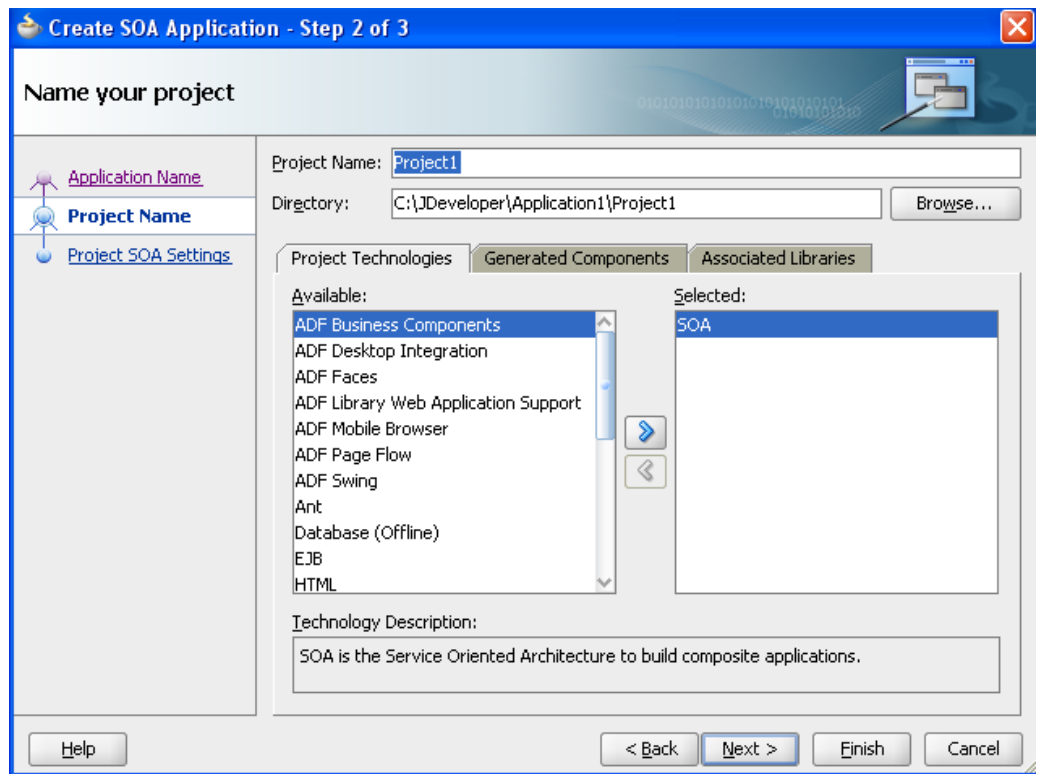 Create SOA Application - Step 2 of 3
Name your project
Application Name
Project Name
Project SOA Settings
Project Name: Project1
Directory: C:\JDeveloper\Application1\Project1 Browse...
Project Technologies Generated Components Associated Libraries
Available: Selected:
ADF Business Components SOA
ADF Desktop Integration
ADF Faces
ADF Library Web Application Support
ADF Mobile Browser
ADF Page Flow
ADF Swing
Ant
Database (Offline)
EJB
HTML
Technology Description:
SOA is the Service Oriented Architecture to build composite applications.
Help < Back Next > Finish Cancel